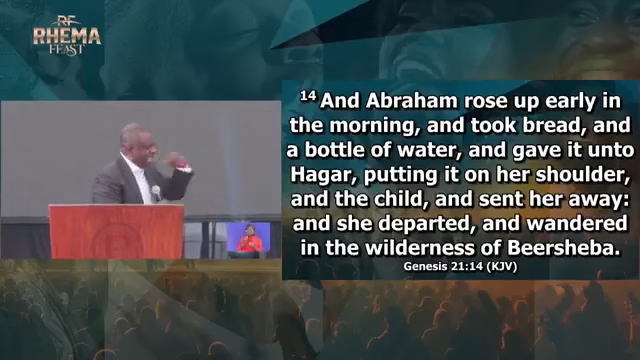 RF
RHEMA
FEAST
14 And Abraham rose up early in
the morning, and took bread, and
a bottle of water, and gave it unto
Hagar, putting it on her shoulder,
and the child, and sent her away:
and she departed, and wandered
in the wilderness of Beersheba.
Genesis 21:14 (KJV)